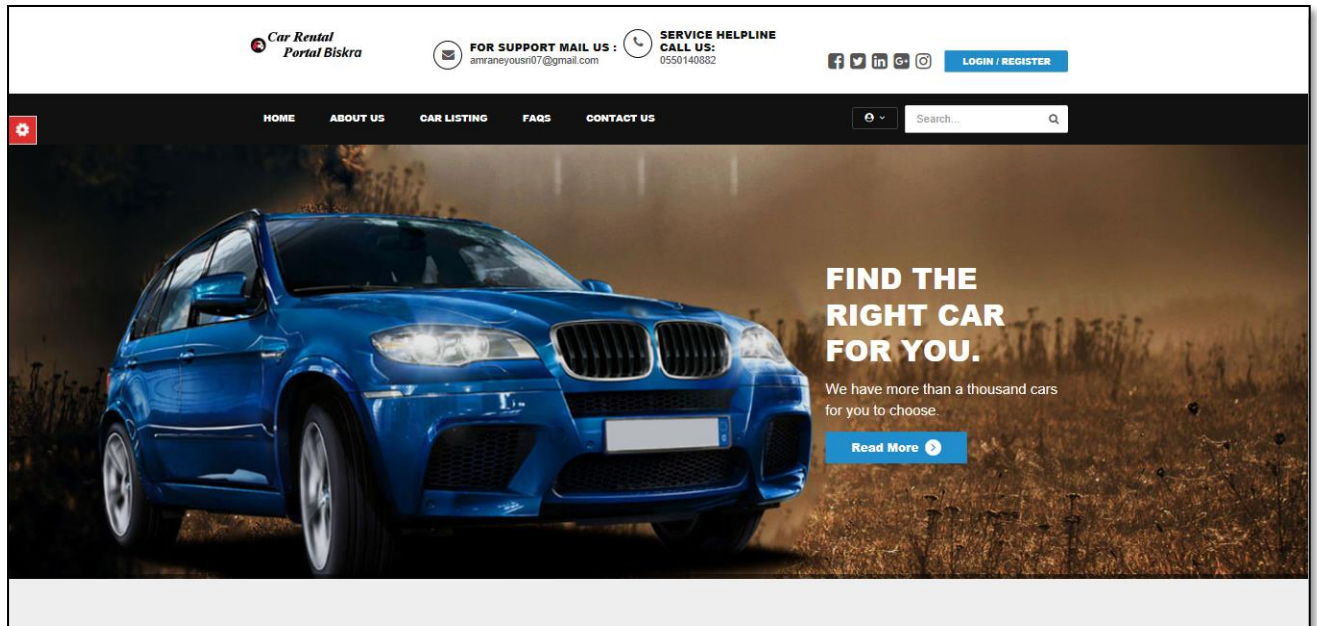 Car Rental
Portal Biskra
FOR SUPPORT MAIL US :
amraneyousri07@gmail.com
SERVICE HELPLINE
CALL US:
0550140882
LOGIN / REGISTER
HOME ABOUT US CAR LISTING FAQS CONTACT US
Search...
FIND THE
RIGHT CAR
FOR YOU.
We have more than a thousand cars
for you to choose.
Read More